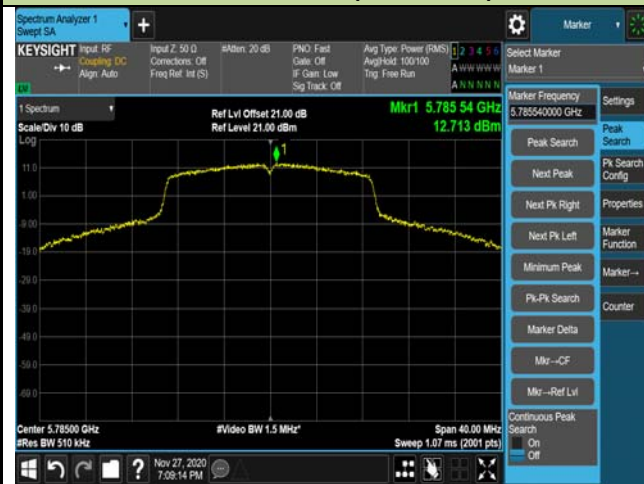 Spectrum Analyzer 1
Swept SA
Marker
KEYSIGHT
Input: RF
Coupling: DC
Align: Auto
Input Z: 50 Ω
Corrections: Off
Freq Ref: Int (S)
#Atten: 20 dB
PNO: Fast
Gate: Off
IF Gain: Low
Sig Track: Off
Avg Type: Power (RMS)
Avg|Hold: 100/100
Trig: Free Run
1 2 3 4 5 6
A W W W W W
A N N N N N
Select Marker
Marker 1
1 Spectrum
Scale/Div 10 dB
Log
Ref Lvl Offset 21.00 dB
Ref Level 21.00 dBm
Mkr1 5.785 54 GHz
12.713 dBm
1
11.0
1.00
-9.00
-19.0
-29.0
-39.0
-49.0
-59.0
-69.0
Center 5.78500 GHz
#Res BW 510 kHz
#Video BW 1.5 MHz*
Span 40.00 MHz
Sweep 1.07 ms (2001 pts)
Marker Frequency
5.785540000 GHz
Peak Search
Next Peak
Next Pk Right
Next Pk Left
Minimum Peak
Pk-Pk Search
Marker Delta
Mkr→CF
Mkr→Ref Lvl
Continuous Peak
Search
On
Off
Settings
Peak
Search
Pk Search
Config
Properties
Marker
Function
Marker→
Counter
Nov 27, 2020
7:09:14 PM